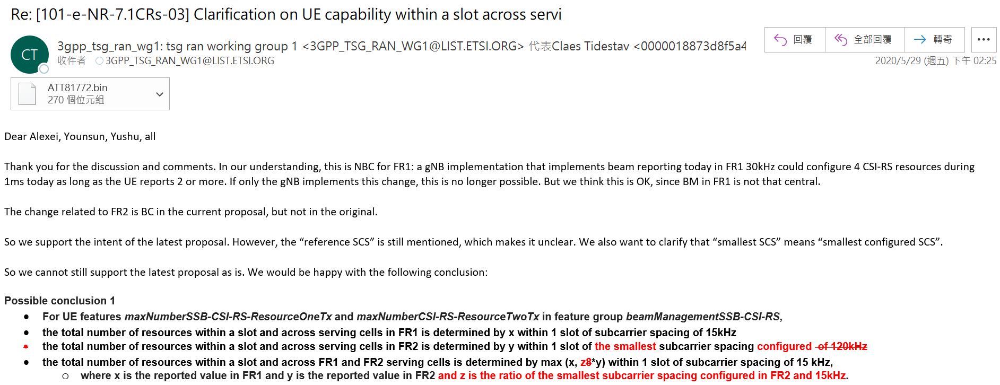 Re: [101-e-NR-7.1CRs-03] Clarification on UE capability within a slot across servi
CT
3gpp_tsg_ran_wg1: tsg ran working group 1 <3GPP_TSG_RAN_WG1@LIST.ETSI.ORG> 代表Claes Tidestav <0000018873d8f5a4
收件者 3GPP_TSG_RAN_WG1@LIST.ETSI.ORG
回覆
全部回覆
轉寄
2020/5/29 (週五) 下午 02:25
ATT81772.bin
270 個位元組
Dear Alexei, Younsun, Yushu, all
Thank you for the discussion and comments. In our understanding, this is NBC for FR1: a gNB implementation that implements beam reporting today in FR1 30kHz could configure 4 CSI-RS resources during
1ms today as long as the UE reports 2 or more. If only the gNB implements this change, this is no longer possible. But we think this is OK, since BM in FR1 is not that central.
The change related to FR2 is BC in the current proposal, but not in the original.
So we support the intent of the latest proposal. However, the “reference SCS” is still mentioned, which makes it unclear. We also want to clarify that “smallest SCS” means “smallest configured SCS”.
So we cannot still support the latest proposal as is. We would be happy with the following conclusion:
Possible conclusion 1
• For UE features maxNumberSSB-CSI-RS-ResourceOneTx and maxNumberCSI-RS-ResourceTwoTx in feature group beamManagementSSB-CSI-RS,
• the total number of resources within a slot and across serving cells in FR1 is determined by x within 1 slot of subcarrier spacing of 15kHz
• the total number of resources within a slot and across serving cells in FR2 is determined by y within 1 slot of the smallest subcarrier spacing configured of 120kHz
• the total number of resources within a slot and across FR1 and FR2 serving cells is determined by max (x, z8*y) within 1 slot of subcarrier spacing of 15 kHz,
o where x is the reported value in FR1 and y is the reported value in FR2 and z is the ratio of the smallest subcarrier spacing configured in FR2 and 15kHz.